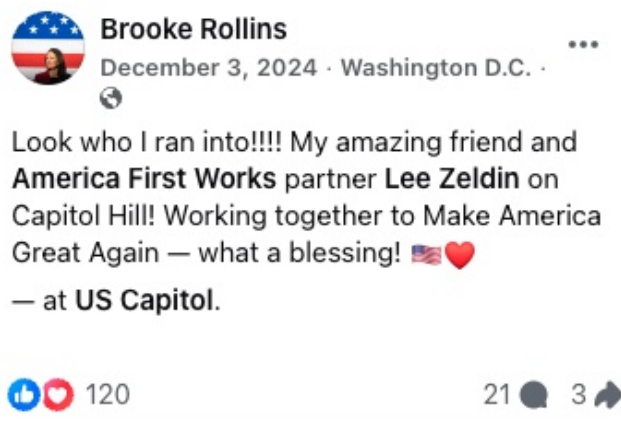 Brooke Rollins
December 3, 2024 · Washington D.C. ·
Look who I ran into!!!! My amazing friend and
America First Works partner Lee Zeldin on
Capitol Hill! Working together to Make America
Great Again — what a blessing! 🇺🇸❤️
— at US Capitol.
120 21 3